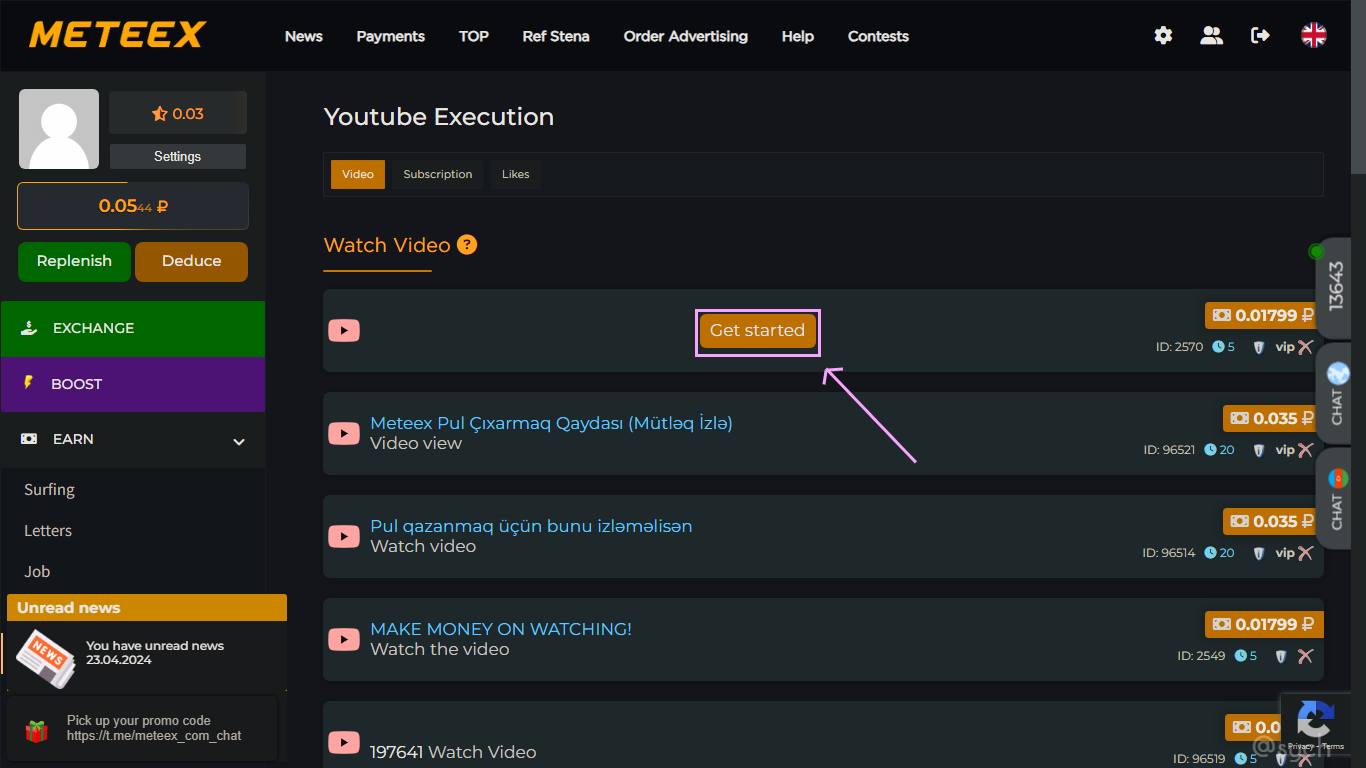 METEEX
News Payments TOP Ref Stena Order Advertising Help Contests
0.03
Settings
0.0544 ₽
Replenish Deduce
EXCHANGE
BOOST
EARN
Surfing
Letters
Job
Unread news
NEWS
You have unread news
23.04.2024
Pick up your promo code
https://t.me/meteex_com_chat
Youtube Execution
Video Subscription Likes
Watch Video ?
Get started
0.01799 ₽
ID: 2570 5 vip
Meteex Pul Çıxarmaq Qaydası (Mütləq İzlə)
Video view
0.035 ₽
ID: 96521 20 vip
Pul qazanmaq üçün bunu izləməlisən
Watch video
0.035 ₽
ID: 96514 20 vip
MAKE MONEY ON WATCHING!
Watch the video
0.01799 ₽
ID: 2549 5
197641 Watch Video
0.0
ID: 96519 5
13643
CHAT
CHAT
Privacy - Terms